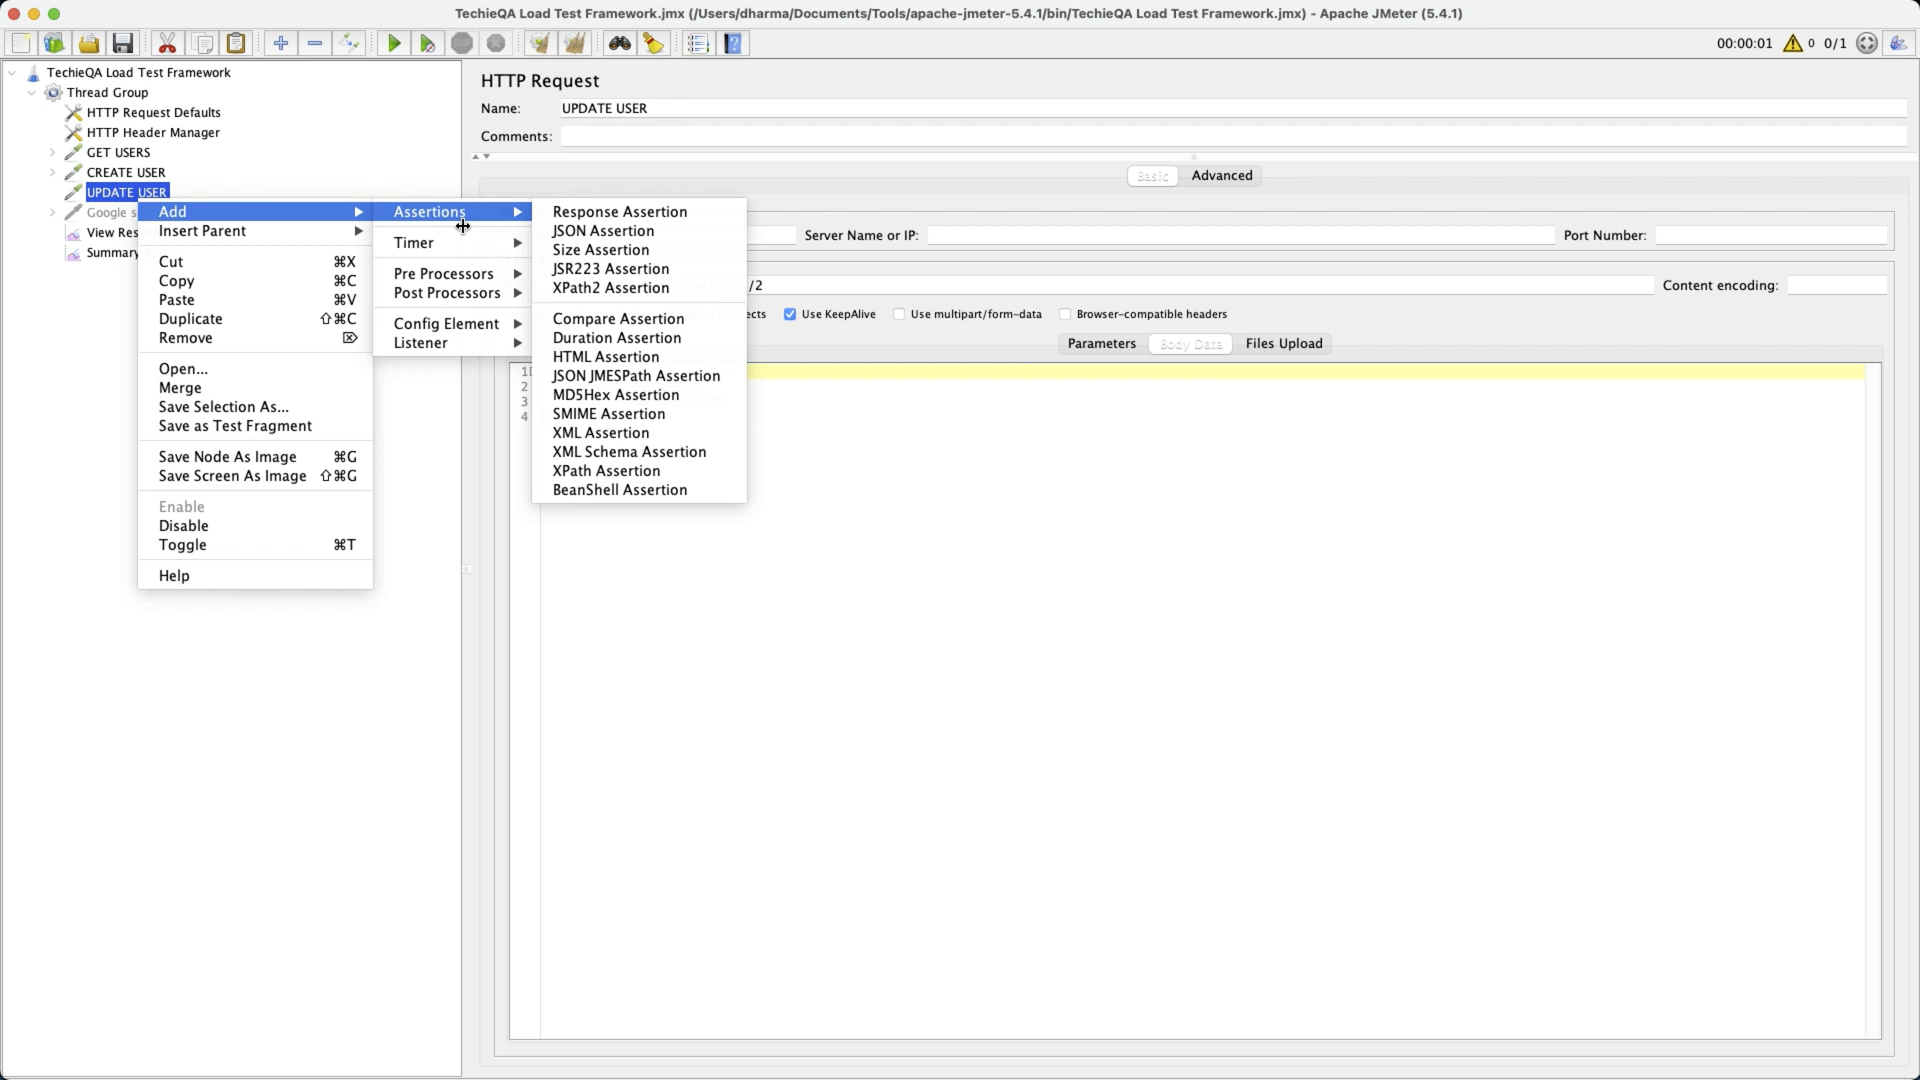 TechieQA Load Test Framework.jmx (/Users/dharma/Documents/Tools/apache-jmeter-5.4.1/bin/TechieQA Load Test Framework.jmx) - Apache JMeter (5.4.1)
00:00:01 0 0/1
TechieQA Load Test Framework
Thread Group
HTTP Request Defaults
HTTP Header Manager
GET USERS
CREATE USER
UPDATE USER
Google s
View Res
Summary
Add
Insert Parent
Cut ⌘X
Copy ⌘C
Paste ⌘V
Duplicate ⇧⌘C
Remove ⌦
Open...
Merge
Save Selection As...
Save as Test Fragment
Save Node As Image ⌘G
Save Screen As Image ⇧⌘G
Enable
Disable
Toggle ⌘T
Help
Assertions
Timer
Pre Processors
Post Processors
Config Element
Listener
Response Assertion
JSON Assertion
Size Assertion
JSR223 Assertion
XPath2 Assertion
Compare Assertion
Duration Assertion
HTML Assertion
JSON JMESPath Assertion
MD5Hex Assertion
SMIME Assertion
XML Assertion
XML Schema Assertion
XPath Assertion
BeanShell Assertion
HTTP Request
Name: UPDATE USER
Comments:
Basic Advanced
Server Name or IP: Port Number:
/2 Content encoding:
ects Use KeepAlive Use multipart/form-data Browser-compatible headers
Parameters Body Data Files Upload
1
2
3
4